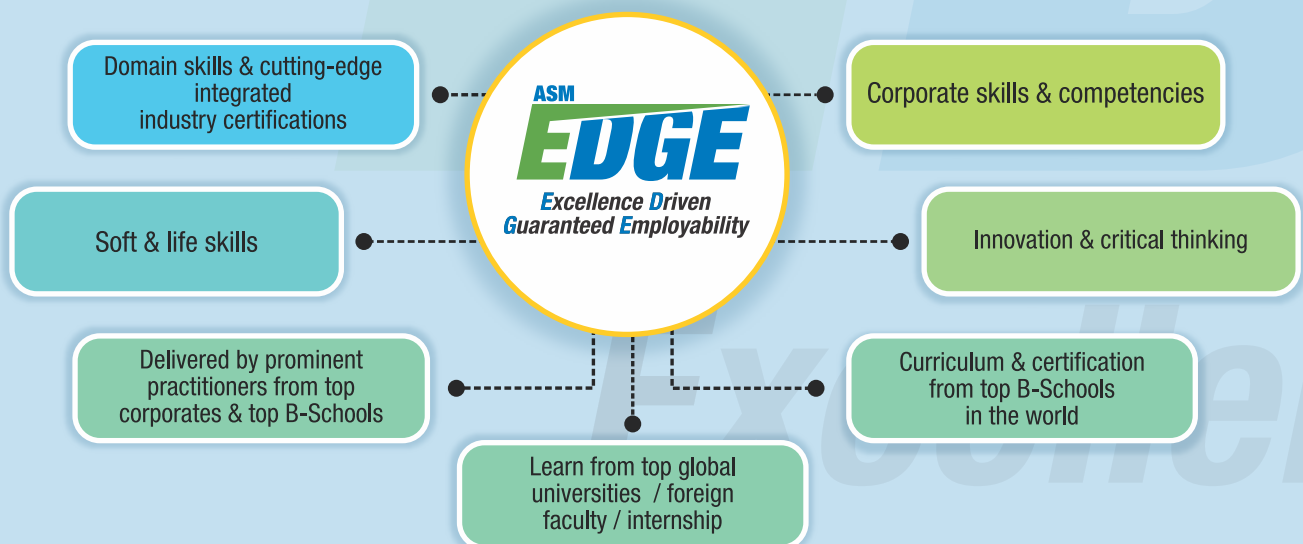 Domain skills & cutting-edge
integrated
industry certifications
ASM
EDGE
Excellence Driven
Guaranteed Employability
Corporate skills & competencies
Soft & life skills
Innovation & critical thinking
Delivered by prominent
practitioners from top
corporates & top B-Schools
Curriculum & certification
from top B-Schools
in the world
Learn from top global
universities / foreign
faculty / internship